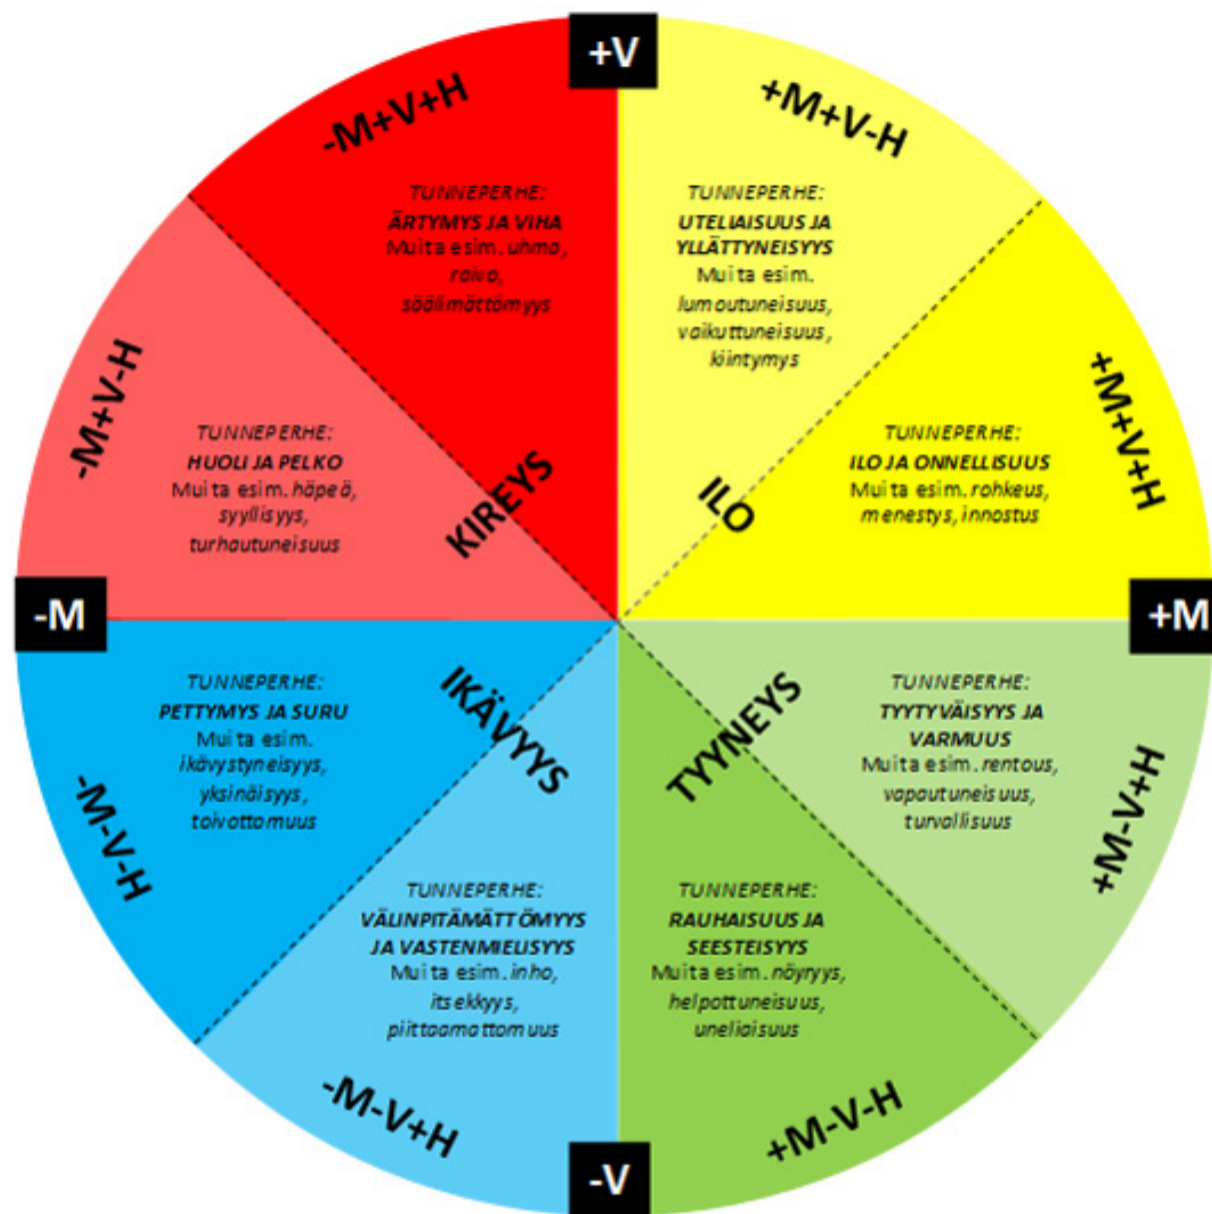 +V
-M+V+H
+M+V-H
TUNNEPERHE:
ÄRTYMYS JA VIHA
Muita esim. uhma,
raivo,
säälimättömyys
TUNNEPERHE:
UTELIAISUUS JA
YLLÄTTYNEISYYS
Muita esim.
lumoutuneisuus,
vaikuttuneisuus,
kiintymys
-M+V-H
+M+V+H
TUNNEPERHE:
HUOLI JA PELKO
Muita esim. häpeä,
syyllisyys,
turhautuneisuus
KIREYS
ILO
TUNNEPERHE:
ILO JA ONNELLISUUS
Muita esim. rohkeus,
menestys, innostus
-M
+M
TUNNEPERHE:
PETTYMYS JA SURU
Muita esim.
ikävystyneisyys,
yksinäisyys,
toivottomuus
IKÄVYYS
TYYNEYS
TUNNEPERHE:
TYYTYVÄISYYS JA
VARMUUS
Muita esim. rentous,
vapautuneisuus,
turvallisuus
-M-V-H
+M-V+H
TUNNEPERHE:
VÄLINPITÄMÄTTÖMYYS
JA VASTENMIELISYYS
Muita esim. inho,
itsekkyys,
piittaamattomuus
TUNNEPERHE:
RAUHAISUUS JA
SEESTEISYYS
Muita esim. nöyryys,
helpottuneisuus,
uneliaisuus
-M-V+H
+M-V-H
-V